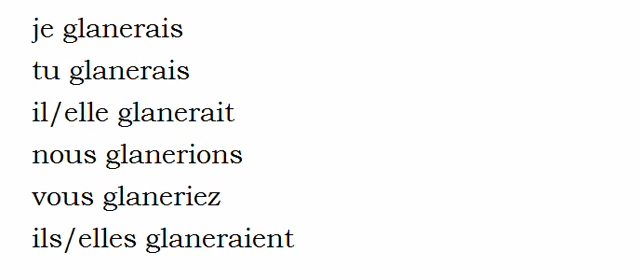 je glanerais
tu glanerais
il/elle glanerait
nous glanerions
vous glaneriez
ils/elles glaneraient